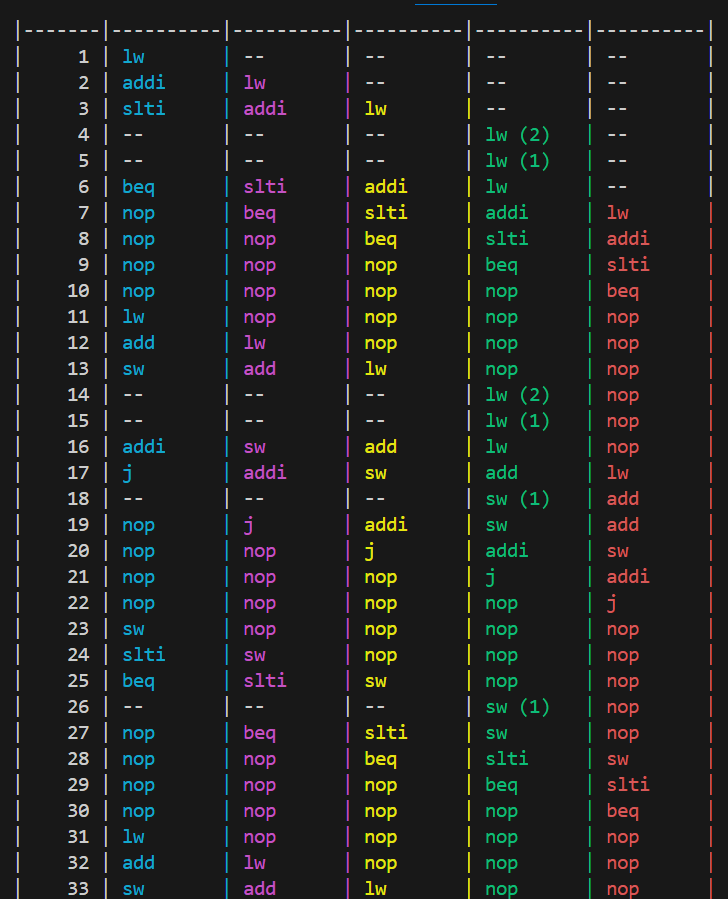 |-------|----------|----------|----------|----------|----------|
| 1 | lw | -- | -- | -- | -- |
| 2 | addi | lw | -- | -- | -- |
| 3 | slti | addi | lw | -- | -- |
| 4 | -- | -- | -- | lw (2) | -- |
| 5 | -- | -- | -- | lw (1) | -- |
| 6 | beq | slti | addi | lw | -- |
| 7 | nop | beq | slti | addi | lw |
| 8 | nop | nop | beq | slti | addi |
| 9 | nop | nop | nop | beq | slti |
| 10 | nop | nop | nop | nop | beq |
| 11 | lw | nop | nop | nop | nop |
| 12 | add | lw | nop | nop | nop |
| 13 | sw | add | lw | nop | nop |
| 14 | -- | -- | -- | lw (2) | nop |
| 15 | -- | -- | -- | lw (1) | nop |
| 16 | addi | sw | add | lw | nop |
| 17 | j | addi | sw | add | lw |
| 18 | -- | -- | -- | sw (1) | add |
| 19 | nop | j | addi | sw | add |
| 20 | nop | nop | j | addi | sw |
| 21 | nop | nop | nop | j | addi |
| 22 | nop | nop | nop | nop | j |
| 23 | sw | nop | nop | nop | nop |
| 24 | slti | sw | nop | nop | nop |
| 25 | beq | slti | sw | nop | nop |
| 26 | -- | -- | -- | sw (1) | nop |
| 27 | nop | beq | slti | sw | nop |
| 28 | nop | nop | beq | slti | sw |
| 29 | nop | nop | nop | beq | slti |
| 30 | nop | nop | nop | nop | beq |
| 31 | lw | nop | nop | nop | nop |
| 32 | add | lw | nop | nop | nop |
| 33 | sw | add | lw | nop | nop |